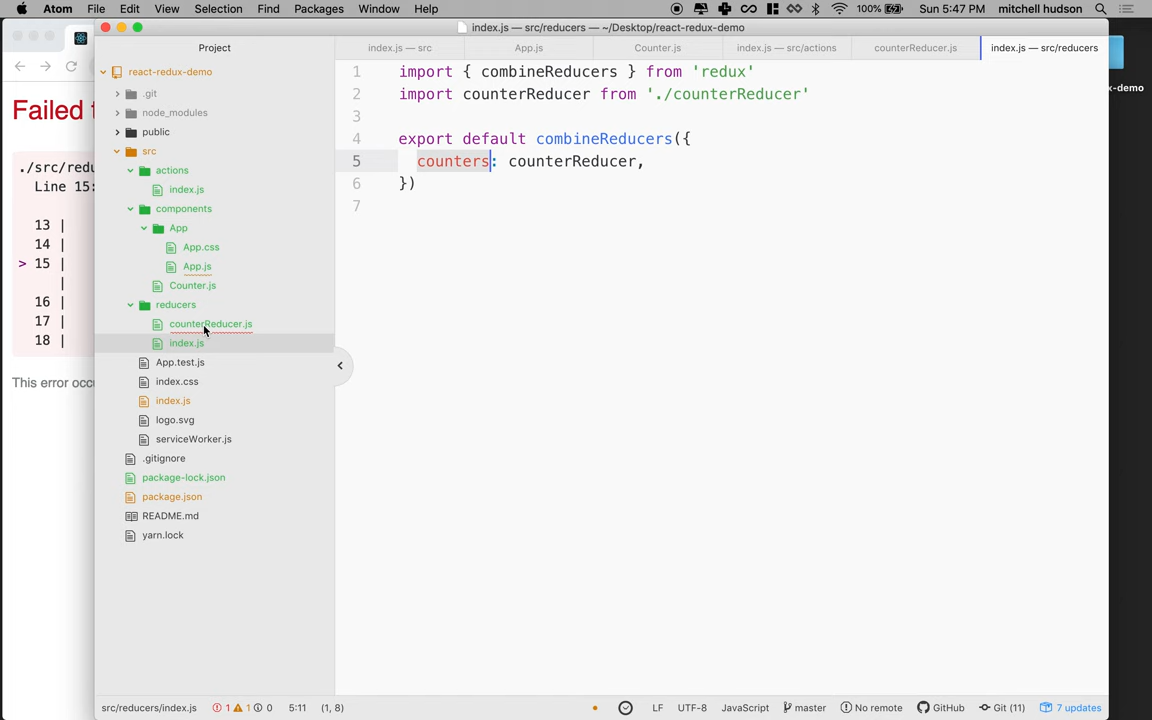 Atom File Edit View Selection Find Packages Window Help 100% Sun 5:47 PM mitchell hudson
index.js — src/reducers — ~/Desktop/react-redux-demo
Project
index.js — src
App.js
Counter.js
index.js — src/actions
counterReducer.js
index.js — src/reducers
react-redux-demo
.git
node_modules
public
src
actions
index.js
components
App
App.css
App.js
Counter.js
reducers
counterReducer.js
index.js
App.test.js
index.css
index.js
logo.svg
serviceWorker.js
.gitignore
package-lock.json
package.json
README.md
yarn.lock
1 import { combineReducers } from 'redux'
2 import counterReducer from './counterReducer'
3
4 export default combineReducers({
5 counters: counterReducer,
6 })
7
Failed
./src/redu
Line 15:
13 |
14 |
> 15 |
|
16 |
17 |
18 |
This error occ
x-demo
src/reducers/index.js 1 1 0 5:11 (1, 8) LF UTF-8 JavaScript master No remote GitHub Git (11) 7 updates